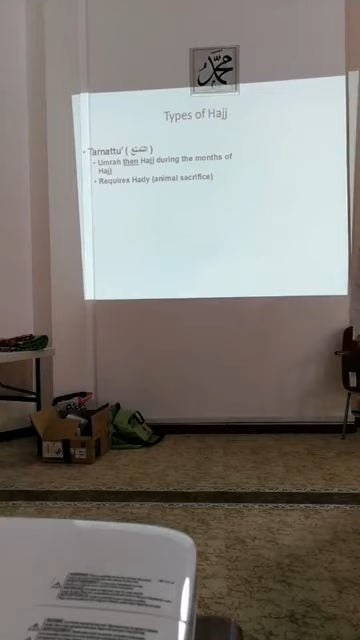 محمد
Types of Hajj
• Tamattu' ( التمتع )
• Umrah then Hajj during the months of
Hajj
• Requires Hady (animal sacrifice)